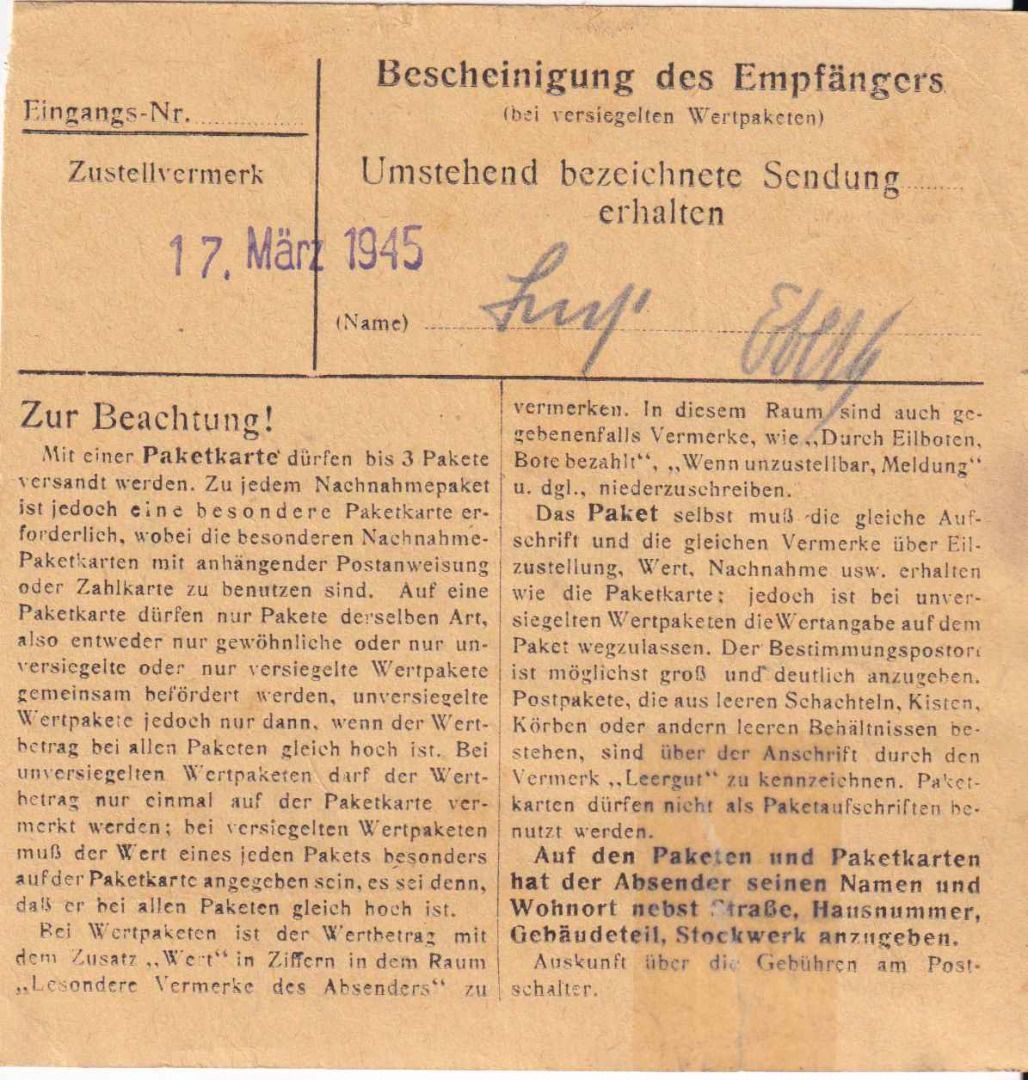 Eingangs-Nr.
Zustellvermerk
17. März 1945
Bescheinigung des Empfängers
(bei versiegelten Wertpaketen)
Umstehend bezeichnete Sendung
erhalten
(Name)
Zur Beachtung!
Mit einer Paketkarte dürfen bis 3 Pakete
versandt werden. Zu jedem Nachnahmepaket
ist jedoch eine besondere Paketkarte er-
forderlich, wobei die besonderen Nachnahme-
Paketkarten mit anhängender Postanweisung
oder Zahlkarte zu benutzen sind. Auf eine
Paketkarte dürfen nur Pakete derselben Art,
also entweder nur gewöhnliche oder nur un-
versiegelte oder nur versiegelte Wertpakete
gemeinsam befördert werden, unversiegelte
Wertpakete jedoch nur dann, wenn der Wert-
betrag bei allen Paketen gleich hoch ist. Bei
unversiegelten Wertpaketen darf der Wert-
betrag nur einmal auf der Paketkarte ver-
merkt werden; bei versiegelten Wertpaketen
muß der Wert eines jeden Pakets besonders
auf der Paketkarte angegeben sein, es sei denn,
daß er bei allen Paketen gleich hoch ist.
Bei Wertpaketen ist der Wertbetrag mit
dem Zusatz „Wert“ in Ziffern in dem Raum
„Besondere Vermerke des Absenders“ zu
vermerken. In diesem Raum sind auch ge-
gebenenfalls Vermerke, wie „Durch Eilboten,
Bote bezahlt“, „Wenn unzustellbar, Meldung“
u. dgl., niederzuschreiben.
Das Paket selbst muß die gleiche Auf-
schrift und die gleichen Vermerke über Eil-
zustellung, Wert, Nachnahme usw. erhalten
wie die Paketkarte; jedoch ist bei unver-
siegelten Wertpaketen die Wertangabe auf dem
Paket wegzulassen. Der Bestimmungspostort
ist möglichst groß und deutlich anzugeben.
Postpakete, die aus leeren Schachteln, Kisten,
Körben oder andern leeren Behältnissen be-
stehen, sind über der Anschrift durch den
Vermerk „Leergut“ zu kennzeichnen. Paket-
karten dürfen nicht als Paketaufschriften be-
nutzt werden.
Auf den Paketen und Paketkarten
hat der Absender seinen Namen und
Wohnort nebst Straße, Hausnummer,
Gebäudeteil, Stockwerk anzugeben.
Auskunft über die Gebühren am Post-
schalter.